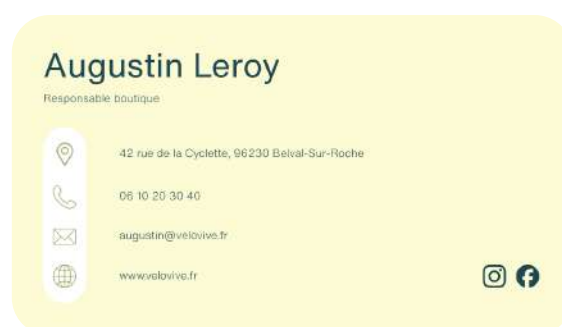 Augustin Leroy
Responsable boutique
42 rue de la Cyclette, 96230 Belval-Sur-Roche
06 10 20 30 40
augustin@velovive.fr
www.velovive.fr